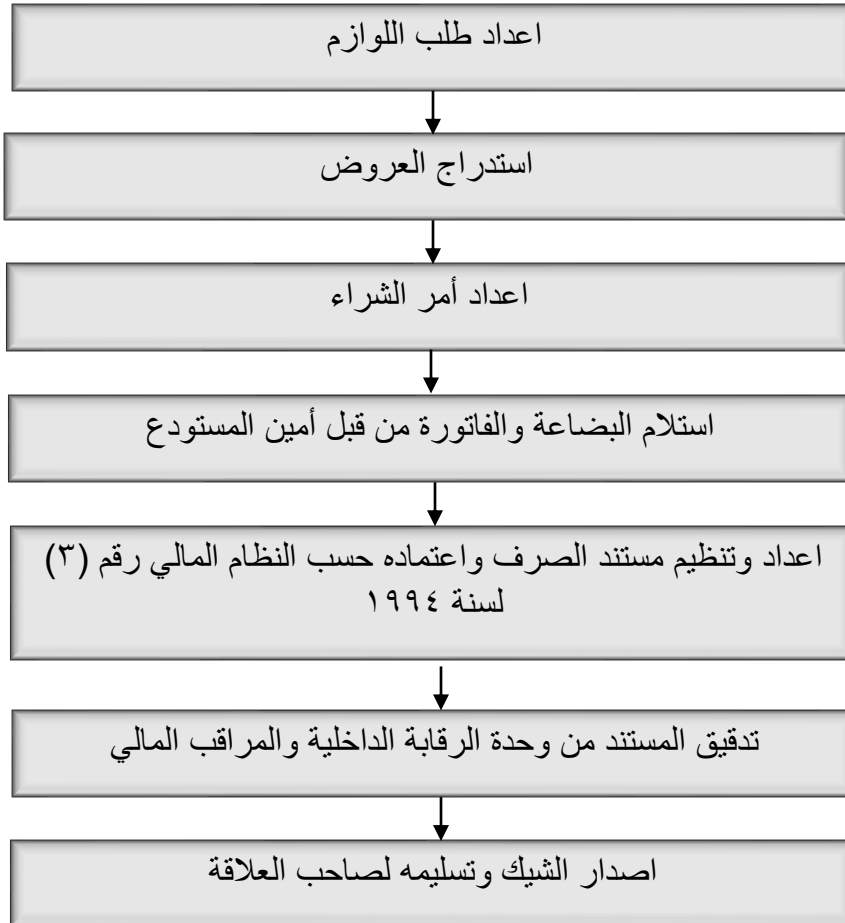 اعداد طلب اللوازم
استدراج العروض
اعداد أمر الشراء
استلام البضاعة والفاتورة من قبل أمين المستودع
اعداد وتنظيم مستند الصرف واعتماده حسب النظام المالي رقم (٣)
لسنة ١٩٩٤
تدقيق المستند من وحدة الرقابة الداخلية والمراقب المالي
اصدار الشيك وتسليمه لصاحب العلاقة